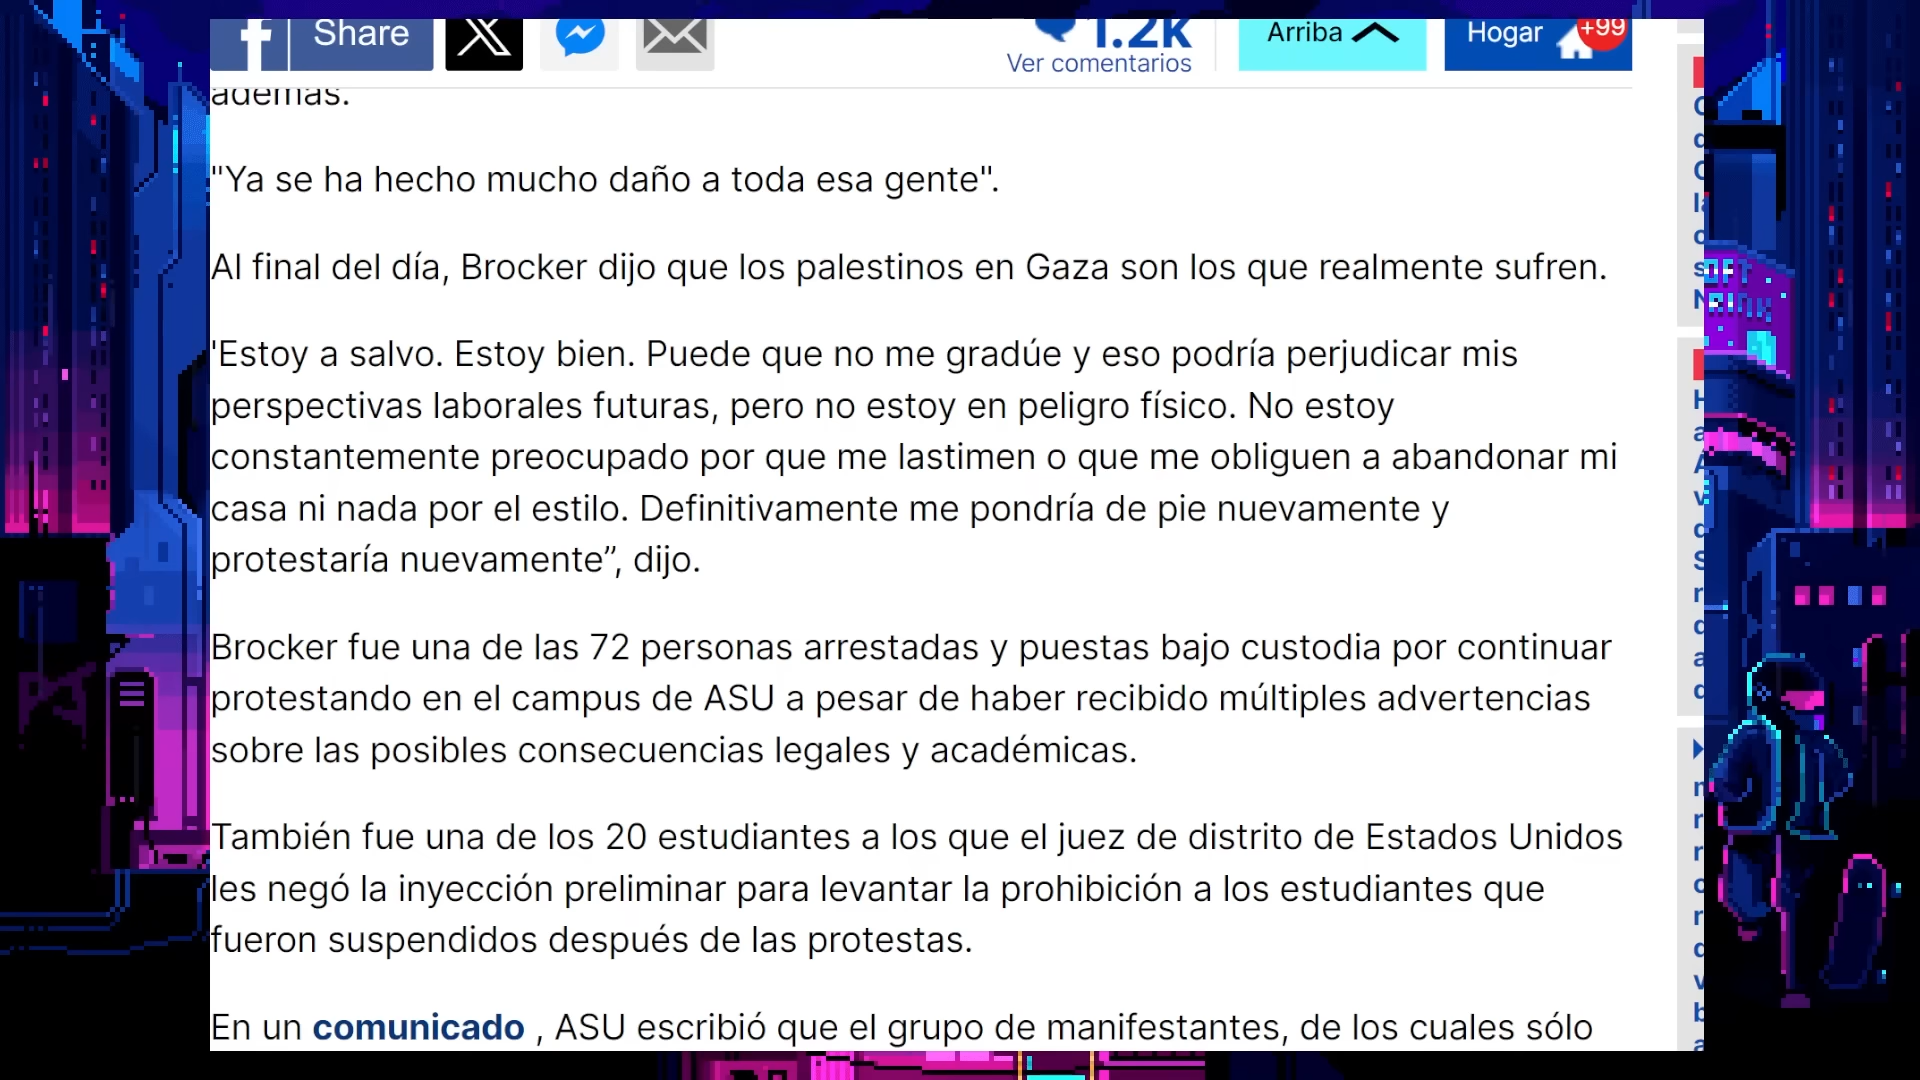 Share
1.2K
Ver comentarios
Arriba
Hogar
+99
además.
"Ya se ha hecho mucho daño a toda esa gente".
Al final del día, Brocker dijo que los palestinos en Gaza son los que realmente sufren.
'Estoy a salvo. Estoy bien. Puede que no me gradúe y eso podría perjudicar mis
perspectivas laborales futuras, pero no estoy en peligro físico. No estoy
constantemente preocupado por que me lastimen o que me obliguen a abandonar mi
casa ni nada por el estilo. Definitivamente me pondría de pie nuevamente y
protestaría nuevamente”, dijo.
Brocker fue una de las 72 personas arrestadas y puestas bajo custodia por continuar
protestando en el campus de ASU a pesar de haber recibido múltiples advertencias
sobre las posibles consecuencias legales y académicas.
También fue una de los 20 estudiantes a los que el juez de distrito de Estados Unidos
les negó la inyección preliminar para levantar la prohibición a los estudiantes que
fueron suspendidos después de las protestas.
En un comunicado , ASU escribió que el grupo de manifestantes, de los cuales sólo